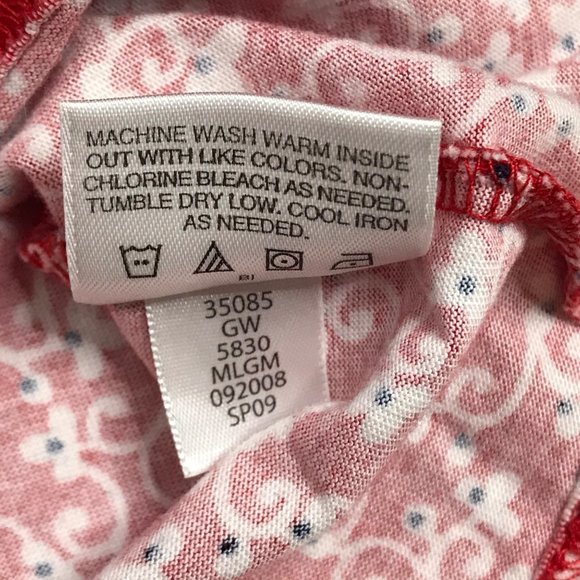 MACHINE WASH WARM INSIDE
OUT WITH LIKE COLORS. NON-
CHLORINE BLEACH AS NEEDED.
TUMBLE DRY LOW. COOL IRON
AS NEEDED.
35085
GW
5830
MLGM
092008
SP09